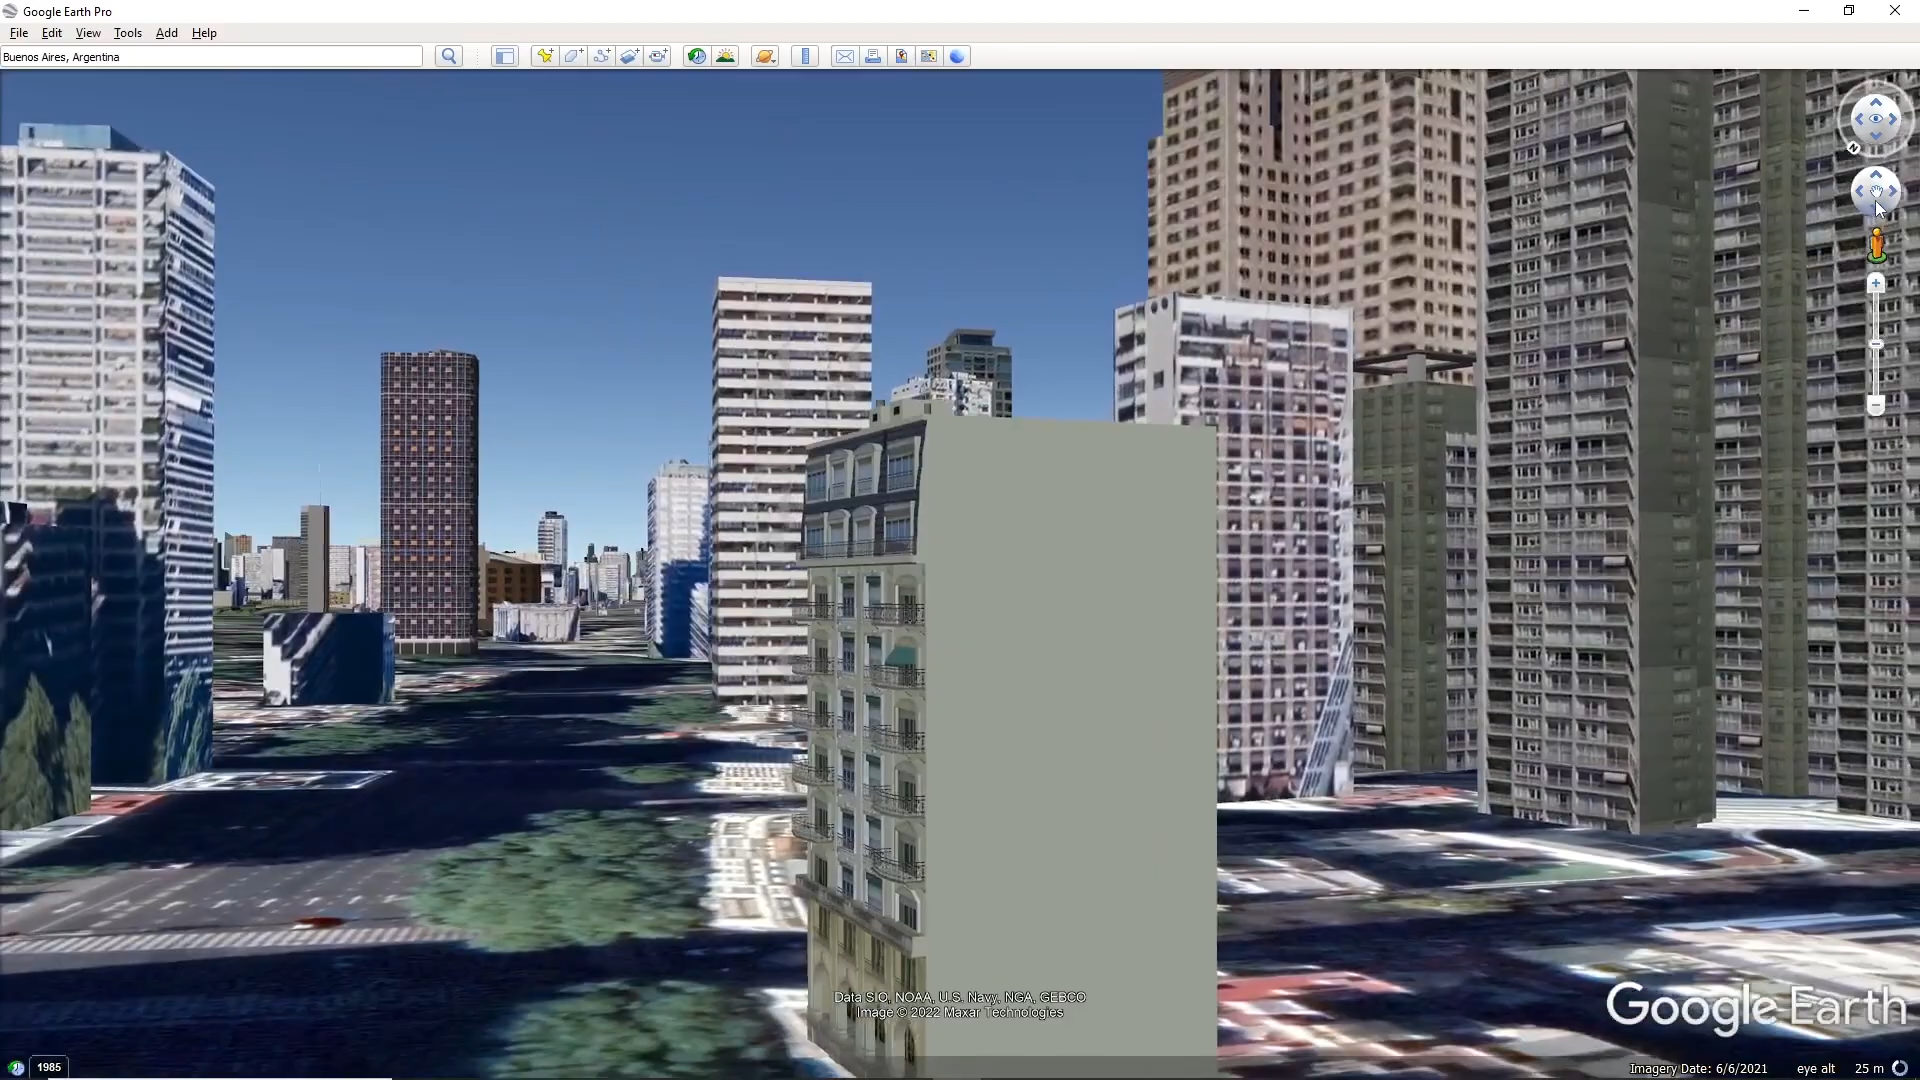 Google Earth Pro
File Edit View Tools Add Help
Buenos Aires, Argentina
N
Data SIO, NOAA, U.S. Navy, NGA, GEBCO
Image © 2022 Maxar Technologies
Google Earth
1985
Imagery Date: 6/6/2021 eye alt 25 m